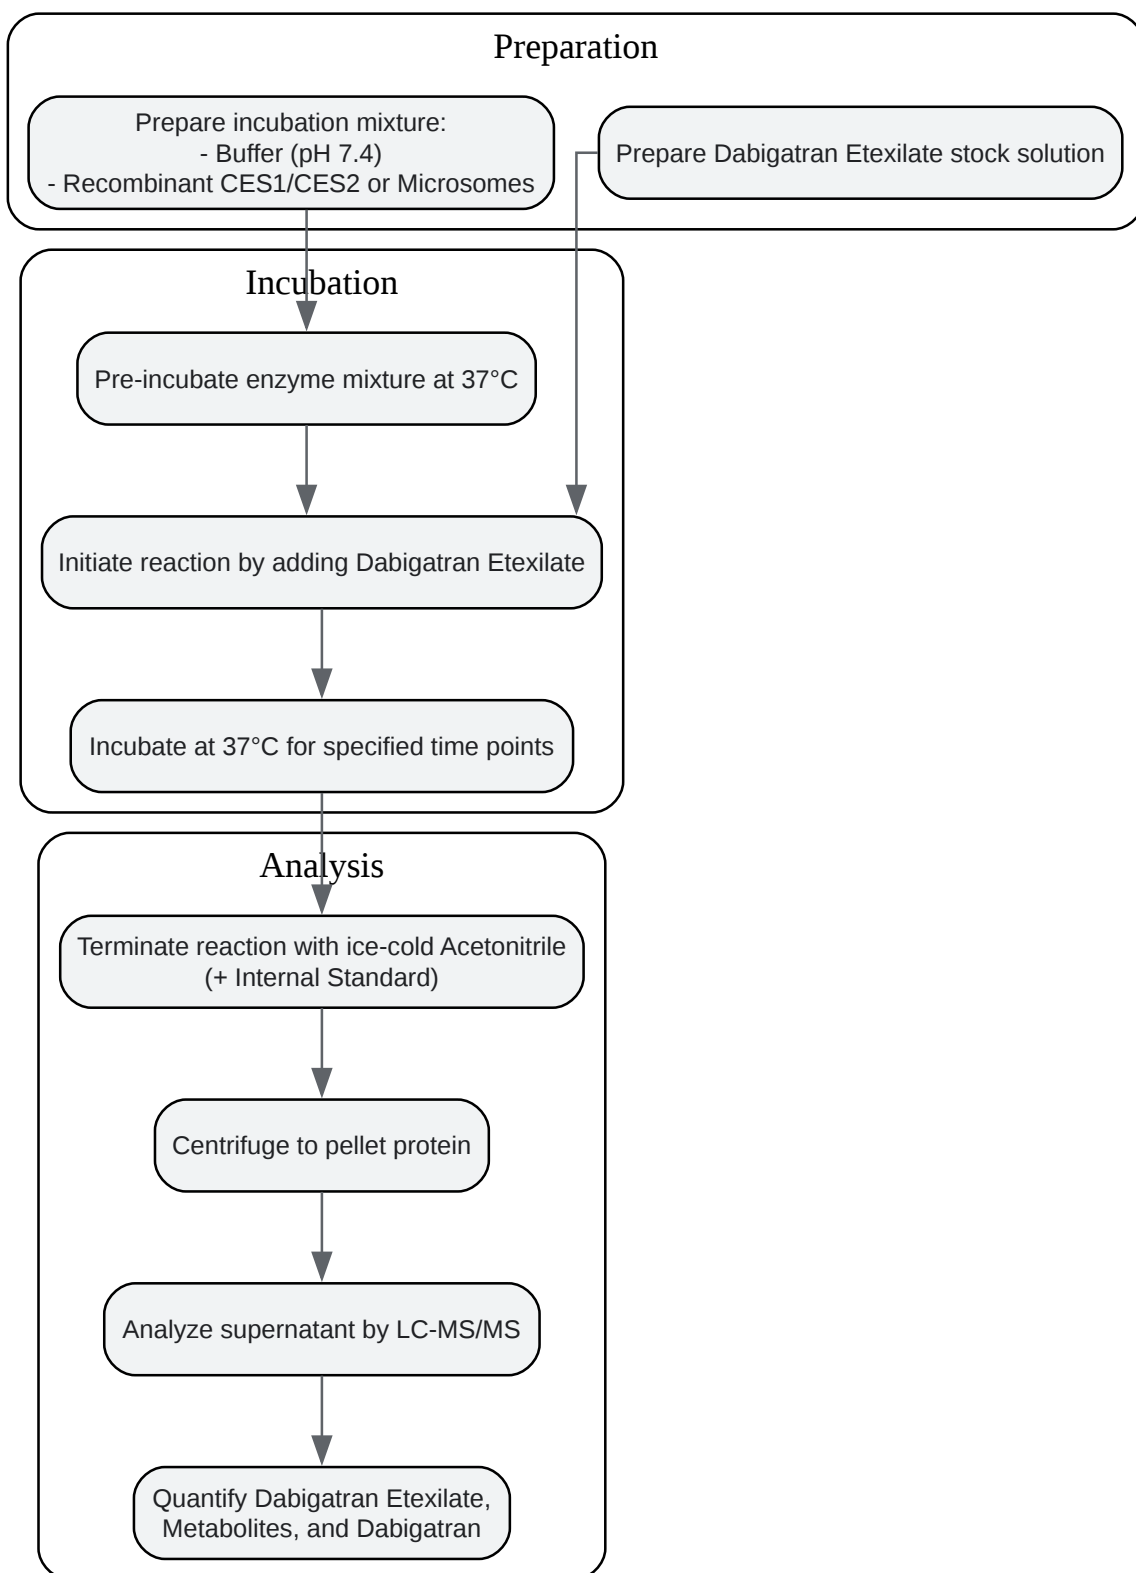 Preparation
Prepare incubation mixture:
- Buffer (pH 7.4)
- Recombinant CES1/CES2 or Microsomes
Prepare Dabigatran Etexilate stock solution
Incubation
Pre-incubate enzyme mixture at 37°C
Initiate reaction by adding Dabigatran Etexilate
Incubate at 37°C for specified time points
Analysis
Terminate reaction with ice-cold Acetonitrile
(+ Internal Standard)
Centrifuge to pellet protein
Analyze supernatant by LC-MS/MS
Quantify Dabigatran Etexilate,
Metabolites, and Dabigatran